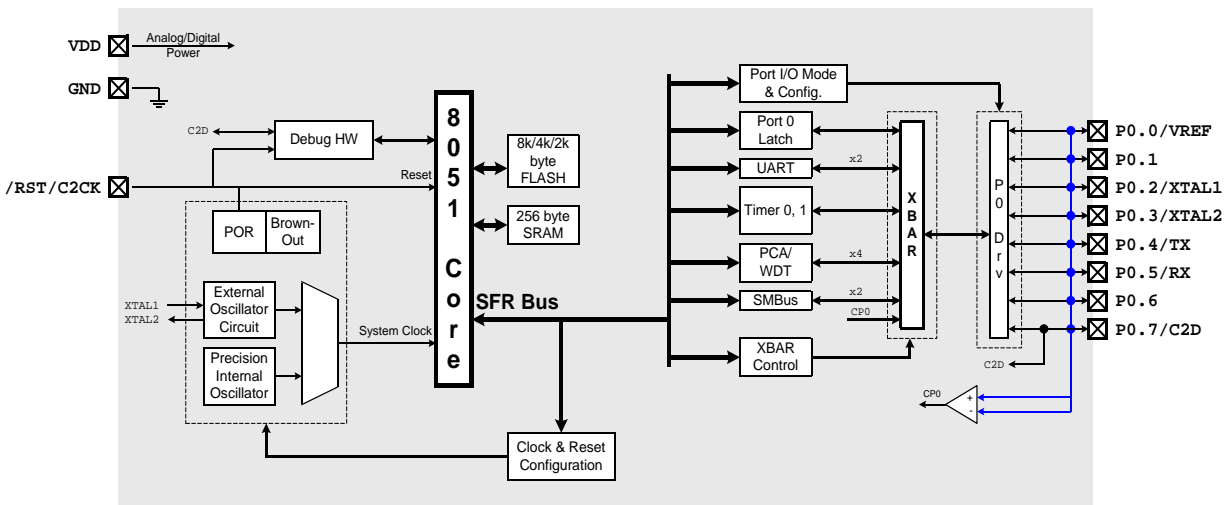 VDD
Analog/Digital
Power
GND
C2D
Debug HW
/RST/C2CK
Reset
POR
Brown-
Out
XTAL1
XTAL2
External
Oscillator
Circuit
Precision
Internal
Oscillator
System Clock
8
0
5
1
C
o
r
e
8k/4k/2k
byte
FLASH
256 byte
SRAM
SFR Bus
Clock & Reset
Configuration
Port I/O Mode
& Config.
Port 0
Latch
UART
x2
Timer 0, 1
PCA/
WDT
x4
SMBus
x2
CP0
XBAR
Control
X
B
A
R
P
0
D
r
v
P0.0/VREF
P0.1
P0.2/XTAL1
P0.3/XTAL2
P0.4/TX
P0.5/RX
P0.6
P0.7/C2D
C2D
CP0
+
-